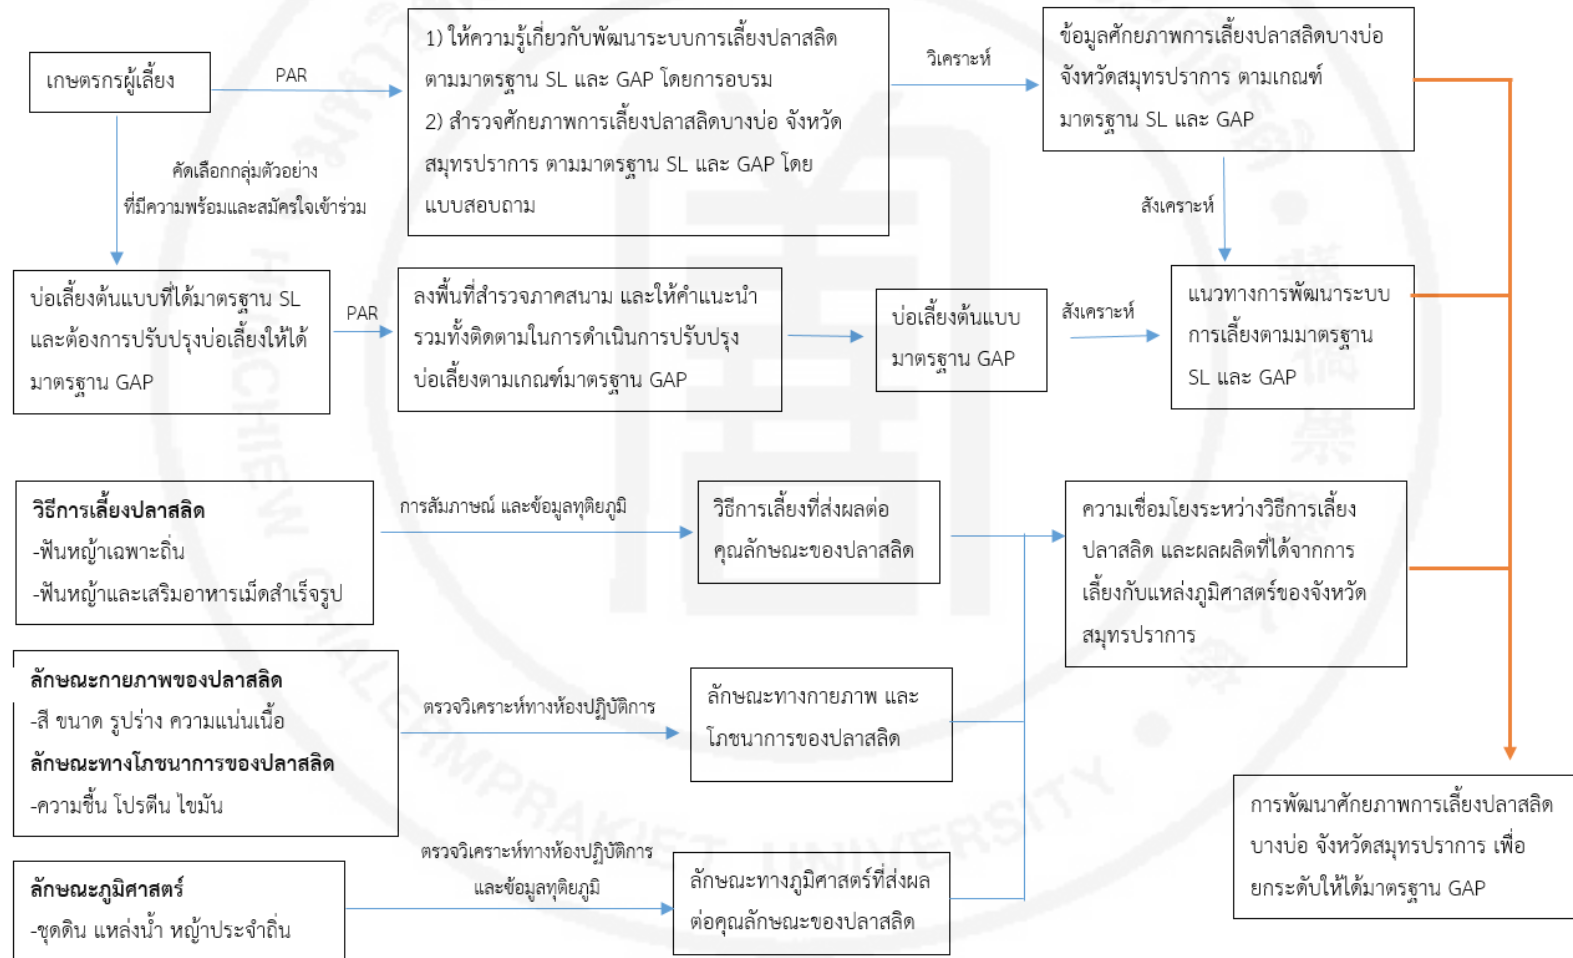 เกษตรกรผู้เลี้ยง
PAR
1) ให้ความรู้เกี่ยวกับพัฒนาระบบการเลี้ยงปลาสลิด
ตามมาตรฐาน SL และ GAP โดยการอบรม
2) สำรวจศักยภาพการเลี้ยงปลาสลิดบางบ่อ จังหวัด
สมุทรปราการ ตามมาตรฐาน SL และ GAP โดย
แบบสอบถาม
วิเคราะห์
ข้อมูลศักยภาพการเลี้ยงปลาสลิดบางบ่อ
จังหวัดสมุทรปราการ ตามเกณฑ์
มาตรฐาน SL และ GAP
คัดเลือกกลุ่มตัวอย่าง
ที่มีความพร้อมและสมัครใจเข้าร่วม
สังเคราะห์
บ่อเลี้ยงต้นแบบที่ได้มาตรฐาน SL
และต้องการปรับปรุงบ่อเลี้ยงให้ได้
มาตรฐาน GAP
PAR
ลงพื้นที่สำรวจภาคสนาม และให้คำแนะนำ
รวมทั้งติดตามในการดำเนินการปรับปรุง
บ่อเลี้ยงตามเกณฑ์มาตรฐาน GAP
บ่อเลี้ยงต้นแบบ
มาตรฐาน GAP
สังเคราะห์
แนวทางการพัฒนาระบบ
การเลี้ยงตามมาตรฐาน
SL และ GAP
วิธีการเลี้ยงปลาสลิด
-ฟันหญ้าเฉพาะถิ่น
-ฟันหญ้าและเสริมอาหารเม็ดสำเร็จรูป
การสัมภาษณ์ และข้อมูลทุติยภูมิ
วิธีการเลี้ยงที่ส่งผลต่อ
คุณลักษณะของปลาสลิด
ความเชื่อมโยงระหว่างวิธีการเลี้ยง
ปลาสลิด และผลผลิตที่ได้จากการ
เลี้ยงกับแหล่งภูมิศาสตร์ของจังหวัด
สมุทรปราการ
ลักษณะกายภาพของปลาสลิด
-สี ขนาด รูปร่าง ความแน่นเนื้อ
ลักษณะทางโภชนาการของปลาสลิด
-ความชื้น โปรตีน ไขมัน
ตรวจวิเคราะห์ทางห้องปฏิบัติการ
ลักษณะทางกายภาพ และ
โภชนาการของปลาสลิด
ลักษณะภูมิศาสตร์
-ชุดดิน แหล่งน้ำ หญ้าประจำถิ่น
ตรวจวิเคราะห์ทางห้องปฏิบัติการ
และข้อมูลทุติยภูมิ
ลักษณะทางภูมิศาสตร์ที่ส่งผล
ต่อคุณลักษณะของปลาสลิด
การพัฒนาศักยภาพการเลี้ยงปลาสลิด
บางบ่อ จังหวัดสมุทรปราการ เพื่อ
ยกระดับให้ได้มาตรฐาน GAP
HUACHIEW CHALERMPRAKIET UNIVERSITY